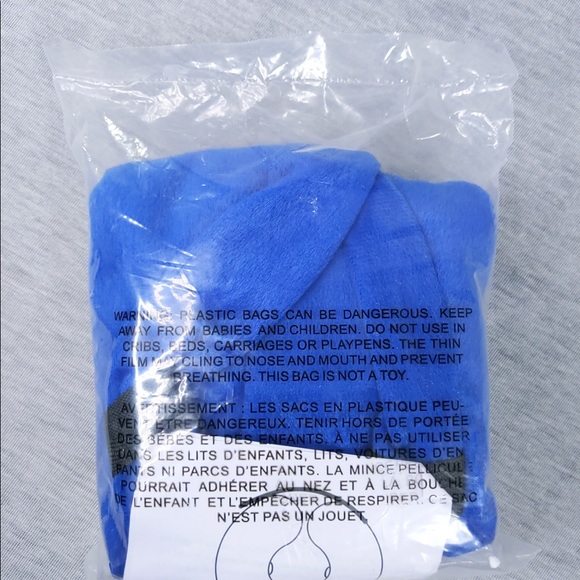 WARNING: PLASTIC BAGS CAN BE DANGEROUS. KEEP
AWAY FROM BABIES AND CHILDREN. DO NOT USE IN
CRIBS, BEDS, CARRIAGES OR PLAYPENS. THE THIN
FILM MAY CLING TO NOSE AND MOUTH AND PREVENT
BREATHING. THIS BAG IS NOT A TOY.
AVERTISSEMENT : LES SACS EN PLASTIQUE PEU-
VENT ETRE DANGEREUX. TENIR HORS DE PORTÉE
DES BÉBÉS ET DES ENFANTS. À NE PAS UTILISER
DANS LES LITS D'ENFANTS, LITS, VOITURES D'EN
FANTS NI PARCS D'ENFANTS. LA MINCE PELLICULE
POURRAIT ADHÉRER AU NEZ ET À LA BOUCHE
DE L'ENFANT ET L'EMPÊCHER DE RESPIRER. CE SAC
N'EST PAS UN JOUET.